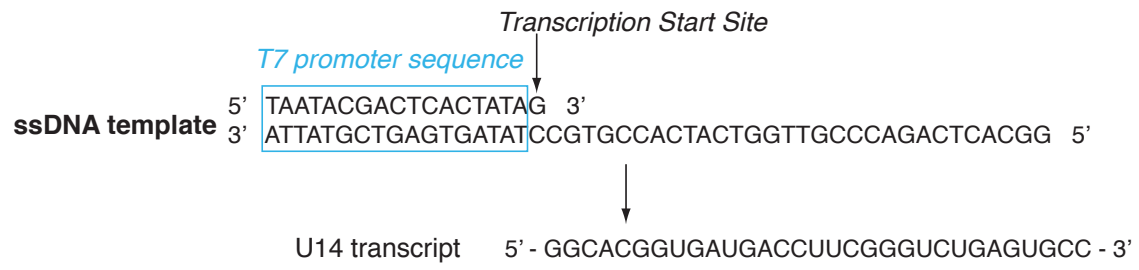 Transcription Start Site
T7 promoter sequence
5’ TAATACGACTCACTATAG 3’
ssDNA template 3’ ATTATGCTGAGTGATATCCGTGCCACTACTGGTTGCCCAGACTCACGG 5’
U14 transcript 5’ - GGCACGGUGAUGACCUUCGGGUCUGAGUGCC - 3’